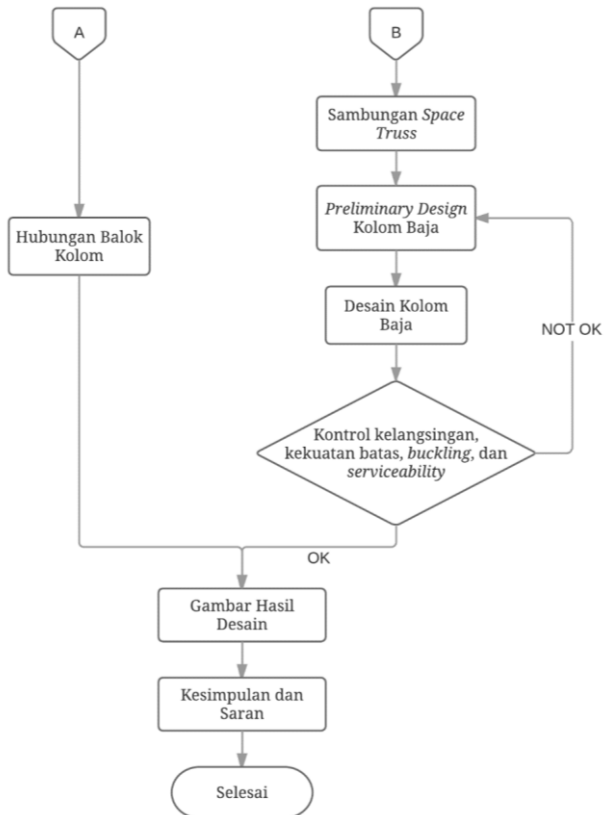 A
B
Sambungan Space
Truss
Preliminary Design
Kolom Baja
Hubungan Balok
Kolom
Desain Kolom
Baja
NOT OK
Kontrol kelangsingan,
kekuatan batas, buckling, dan
serviceability
OK
Gambar Hasil
Desain
Kesimpulan dan
Saran
Selesai